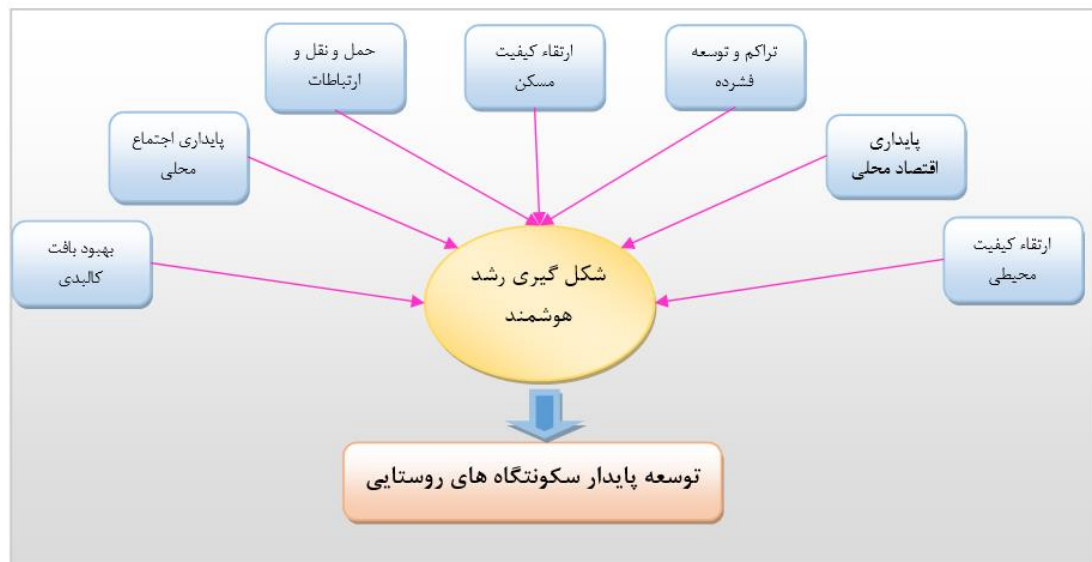 تراکم و توسعه
فشرده
ارتقاء کیفیت
مسکن
حمل و نقل و
ارتباطات
پایداری
اقتصاد محلی
پایداری اجتماع
محلی
ارتقاء کیفیت
محیطی
بهبود بافت
کالبدی
شکل گیری رشد
هوشمند
توسعه پایدار سکونتگاه های روستایی